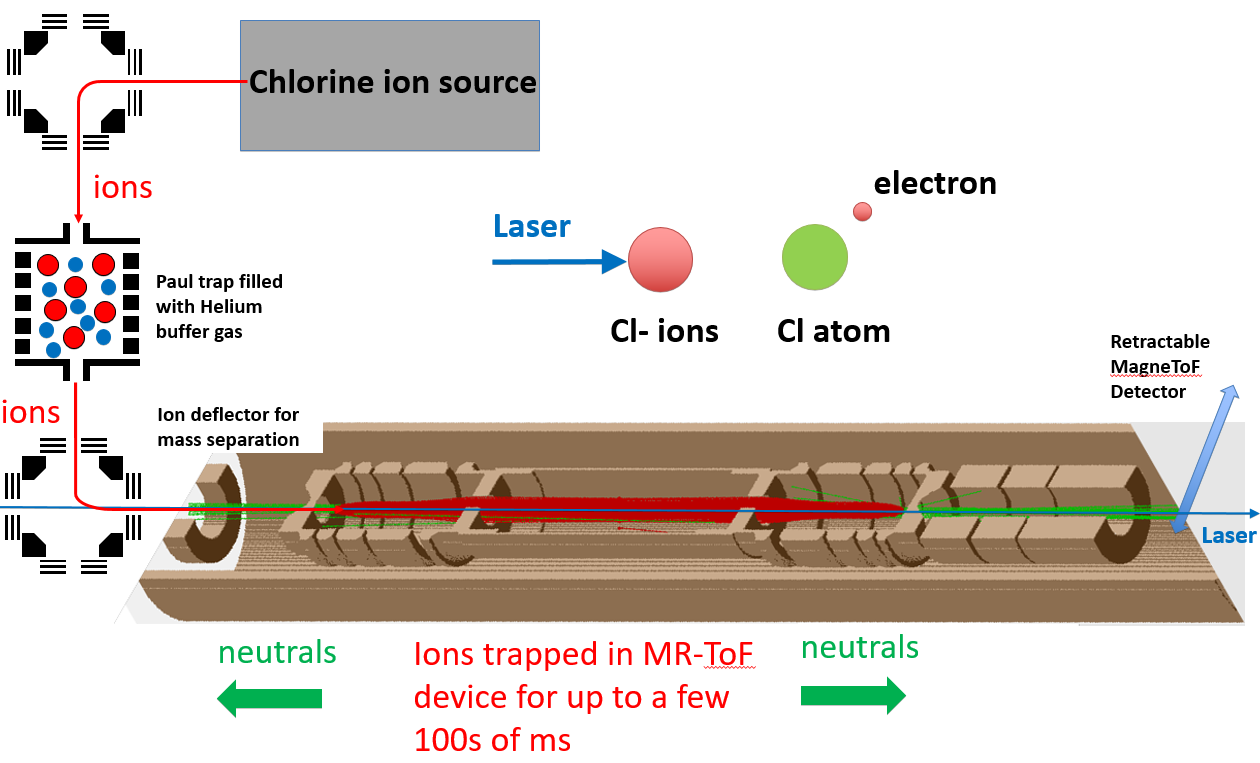 Chlorine ion source
ions
electron
Laser
Paul trap filled
with Helium
buffer gas
Cl- ions
Cl atom
Retractable
MagneToF
Detector
ions
Ion deflector for
mass separation
Laser
neutrals
Ions trapped in MR-ToF
device for up to a few
100s of ms
neutrals